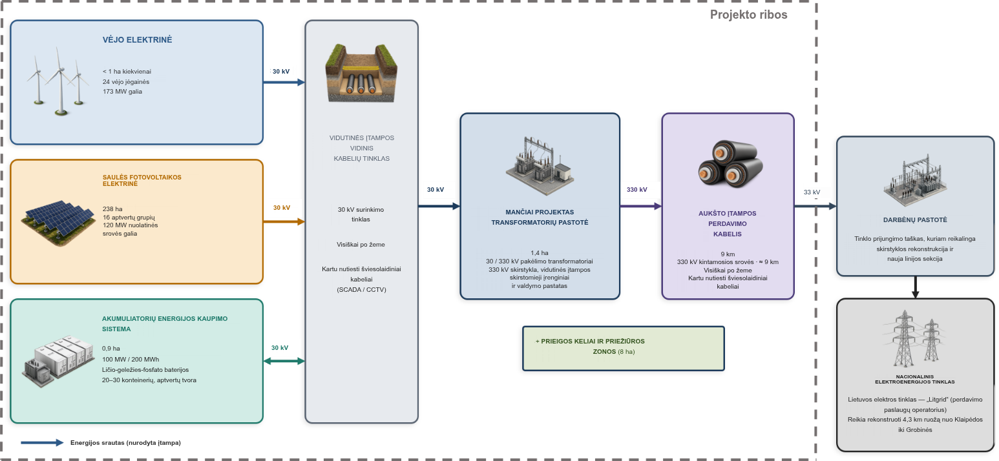 Projekto ribos
VĖJO ELEKTRINĖ
< 1 ha kiekvienai
24 vėjo jėgainės
173 MW galia
30 kV
SAULĖS FOTOVOLTAIKOS
ELEKTRINĖ
238 ha
16 aptvertų grupių
120 MW nuolatinės
srovės galia
30 kV
AKUMULIATORIŲ ENERGIJOS KAUPIMO
SISTEMA
0,9 ha
100 MW / 200 MWh
Ličio-geležies-fosfato baterijos
20–30 konteinerių, aptvertų tvora
30 kV
VIDUTINĖS ĮTAMPOS
VIDINIS
KABELIŲ TINKLAS
30 kV surinkimo
tinklas
Visiškai po žeme
Kartu nutiesti šviesolaidiniai
kabeliai
(SCADA / CCTV)
30 kV
MANČIAI PROJEKTAS
TRANSFORMATORIŲ PASTOTĖ
1,4 ha
30 / 330 kV pakėlimo transformatoriai
330 kV skirstykla, vidutinės įtampos
skirstomieji įrenginiai
ir valdymo pastatas
330 kV
AUKŠTO ĮTAMPOS
PERDAVIMO
KABELIS
9 km
330 kV kintamosios srovės · ≈ 9 km
Visiškai po žeme
Kartu nutiesti šviesolaidiniai
kabeliai
33 kV
DARBĖNŲ PASTOTĖ
Tinklo prijungimo taškas, kuriam reikalinga
skirstyklos rekonstrukcija ir
nauja linijos sekcija
NACIONALINIS
ELEKTROENERGIJOS TINKLAS
Lietuvos elektros tinklas — „Litgrid“ (perdavimo
paslaugų operatorius)
Reikia rekonstruoti 4,3 km ruožą nuo Klaipėdos
iki Grobinės
+ PRIEIGOS KELIAI IR PRIEŽIŪROS
ZONOS (8 ha)
Energijos srautas (nurodyta įtampa)